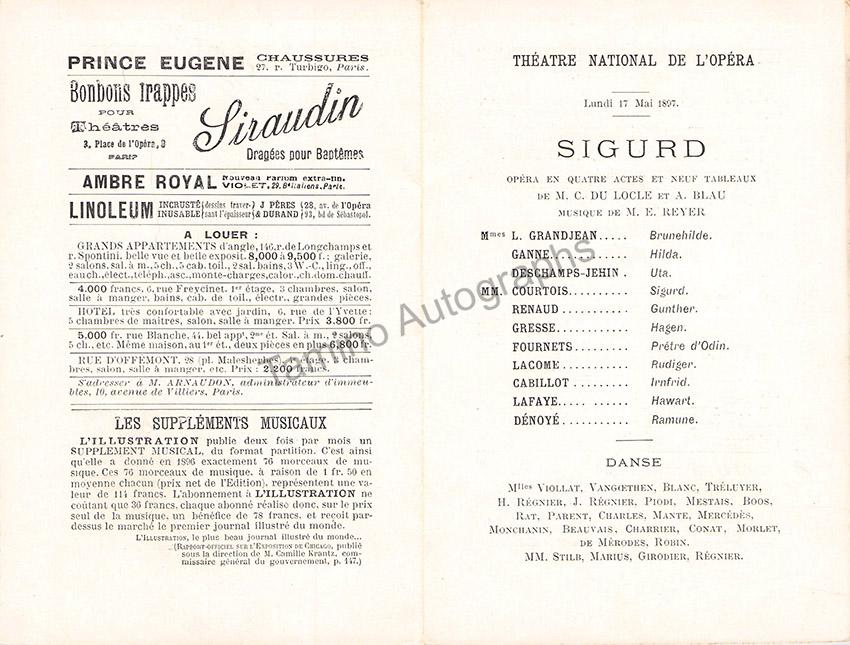 PRINCE EUGENE CHAUSSURES
27. r. Turbigo, Paris.
Bonbons frappés
POUR
Théâtres
3, Place de l'Opéra, 3
PARIS
Siraudin
Dragées pour Baptêmes
AMBRE ROYAL Nouveau Parfum extra-fin.
VIOLET, 29. Bd Italiens, Paris.
LINOLEUM INCRUSTÉ (dessins traver-) J PÈRES (28, av. de l'Opéra
INUSABLE (sant l'épaisseur) & DURAND (93, bd de Sébastopol.
A LOUER :
GRANDS APPARTEMENTS d'angle, 146, r. de Longchamps et
r. Spontini. belle vue et belle exposit. 8,000 à 9,500 f. ; galerie,
2 salons, sal. à m., 5 ch., 5 cab. toil., 2 sal. bains, 3 W.-C., ling., off.,
eau ch., élect., téléph., asc., monte-charges, calor., ch. dom. chauf.
4.000 francs, 6, rue Freycinet. 1er étage, 3 chambres, salon,
salle à manger, bains, cab. de toil., électr., grandes pièces.
HOTEL très confortable avec jardin, 6, rue de l'Yvette :
5 chambres de maitres, salon, salle à manger. Prix 3.800 fr.
5,000 fr. rue Blanche, 44. bel appt, 2me ét. Sal. à m., 2 salons,
5 ch., etc. Même maison, au 1er ét., deux pièces en plus 6,800 fr.
RUE D'OFFÉMONT, 28 (pl. Malesherbes), étage, 3 cham-
bres, salon, salle à manger, etc. Prix : 2.200 francs.
S'adresser à M. ARNAUDON, administrateur d'immeu-
bles, 10, avenue de Villiers, Paris.
LES SUPPLÉMENTS MUSICAUX
L'ILLUSTRATION publie deux fois par mois un
SUPPLEMENT MUSICAL, du format partition. C'est ainsi
qu'elle a donné en 1896 exactement 76 morceaux de mu-
sique. Ces 76 morceaux de musique, à raison de 1 fr. 50 en
moyenne chacun (prix net de l'Edition), représentent une va-
leur de 114 francs. L'abonnement à L'ILLUSTRATION ne
coûtant que 36 francs, chaque abonné réalise donc, sur le prix
seul de la musique, un bénéfice de 78 francs, et reçoit par-
dessus le marché le premier journal illustré du monde.
L'ILLUSTRATION, le plus beau journal illustré du monde...
..(RAPPORT OFFICIEL SUR L'EXPOSITION DE CHICAGO, publié
sous la direction de M. Camille Krantz, com-
missaire général du gouvernement, p. 147.)
THÉATRE NATIONAL DE L'OPÉRA
Lundi 17 Mai 1897.
SIGURD
OPÉRA EN QUATRE ACTES ET NEUF TABLEAUX
DE M. C. DU LOCLE ET A. BLAU
MUSIQUE DE M. E. REYER
Mmes L. GRANDJEAN..... Brunehilde.
GANNE........... Hilda.
DESCHAMPS-JEHIN . Uta.
MM. COURTOIS.......... Sigurd.
RENAUD.......... Gunther.
GRESSE........... Hagen.
FOURNETS......... Prêtre d'Odin.
LACOME........... Rudiger.
CABILLOT......... Irnfrid.
LAFAYE..... ...... Hawart.
DÉNOYÉ........... Ramunc.
DANSE
Mlles VIOLLAT, VANGŒTHEN, BLANC, TRÉLUYER,
H. RÉGNIER, J. RÉGNIER, PIODI, MESTAIS, BOOS,
RAT, PARENT, CHARLES, MANTE, MERCÉDÈS,
MONCHANIN, BEAUVAIS, CHARRIER, CONAT, MORLET,
DE MÉRODES, ROBIN.
MM. STILB, MARIUS, GIRODIER, RÉGNIER.
Tamino Autographs